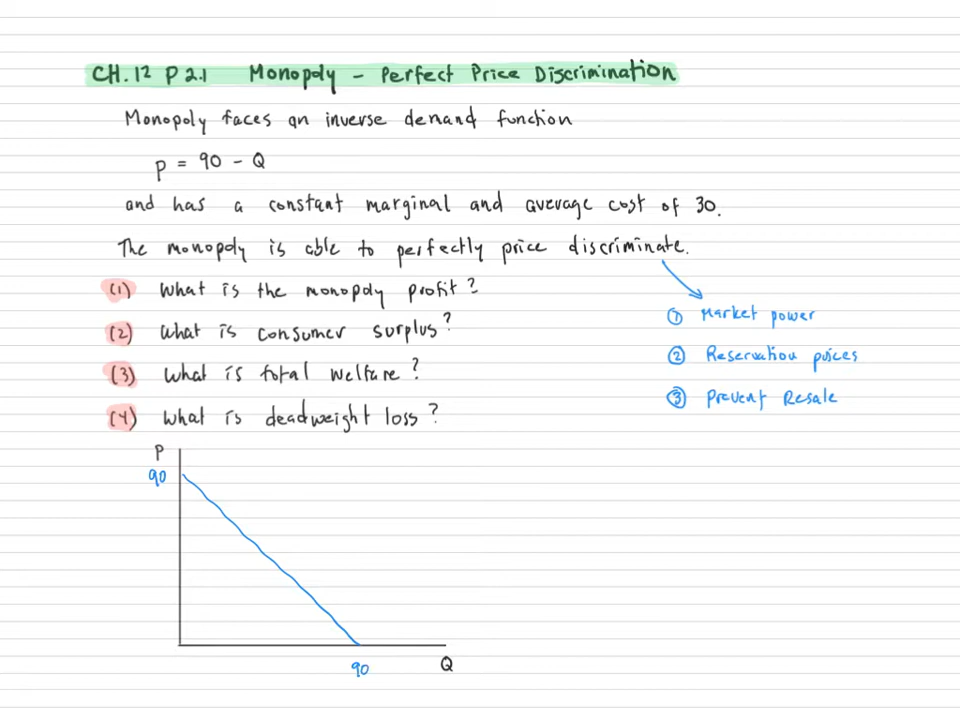 CH.12 P 2.1 Monopoly - Perfect Price Discrimination
Monopoly faces an inverse demand function
p = 90 - Q
and has a constant marginal and average cost of 30.
The monopoly is able to perfectly price discriminate.
(1) What is the monopoly profit?
① Market power
(2) What is consumer surplus?
② Reservation prices
(3) What is total welfare?
③ Prevent Resale
(4) What is deadweight loss?
P
90
90
Q